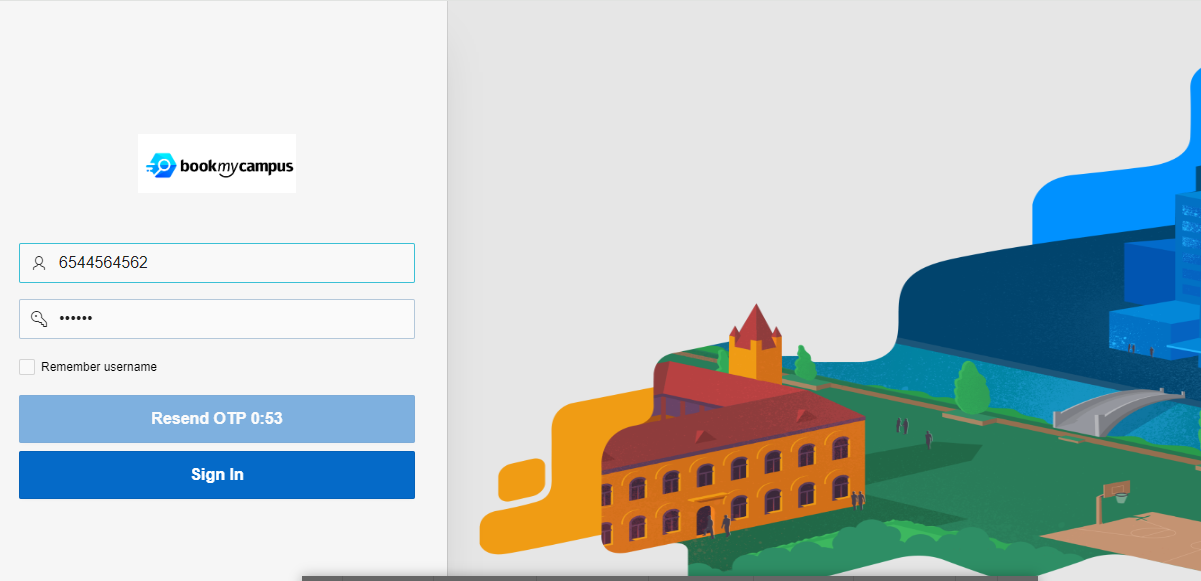 bookmycampus
6544564562
••••••
Remember username
Resend OTP 0:53
Sign In